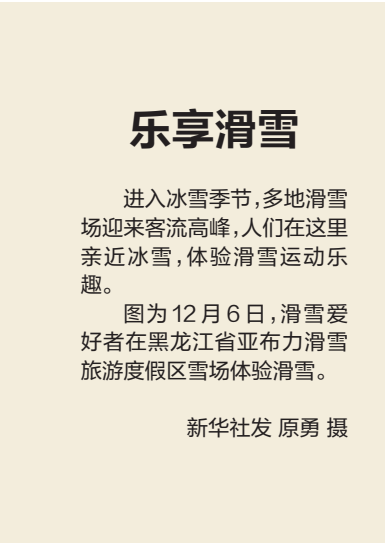 乐享滑雪
进入冰雪季节，多地滑雪
场迎来客流高峰，人们在这里
亲近冰雪，体验滑雪运动乐
趣。
图为12月6日，滑雪爱
好者在黑龙江省亚布力滑雪
旅游度假区雪场体验滑雪。
新华社发 原勇 摄